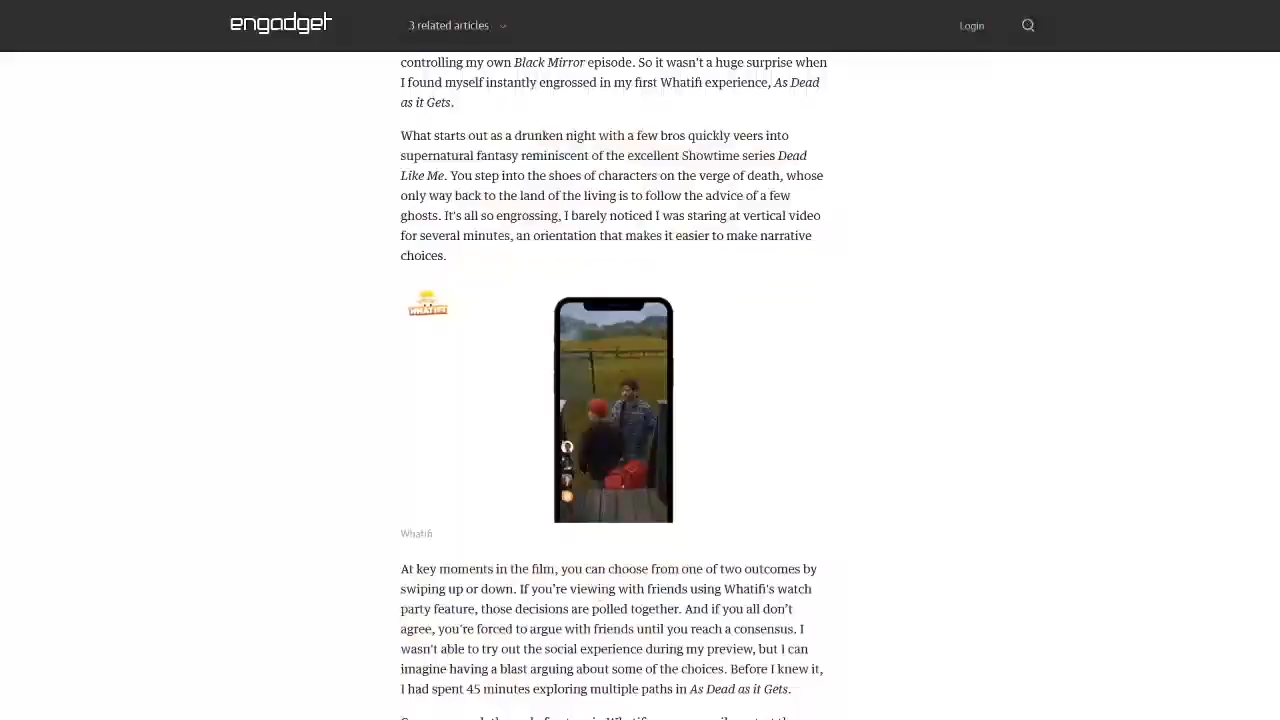 engadget
3 related articles
Login
controlling my own Black Mirror episode. So it wasn't a huge surprise when
I found myself instantly engrossed in my first Whatifi experience, As Dead
as it Gets.
What starts out as a drunken night with a few bros quickly veers into
supernatural fantasy reminiscent of the excellent Showtime series Dead
Like Me. You step into the shoes of characters on the verge of death, whose
only way back to the land of the living is to follow the advice of a few
ghosts. It's all so engrossing, I barely noticed I was staring at vertical video
for several minutes, an orientation that makes it easier to make narrative
choices.
WHATIFI
Whatifi
At key moments in the film, you can choose from one of two outcomes by
swiping up or down. If you're viewing with friends using Whatifi's watch
party feature, those decisions are polled together. And if you all don't
agree, you're forced to argue with friends until you reach a consensus. I
wasn't able to try out the social experience during my preview, but I can
imagine having a blast arguing about some of the choices. Before I knew it,
I had spent 45 minutes exploring multiple paths in As Dead as it Gets.